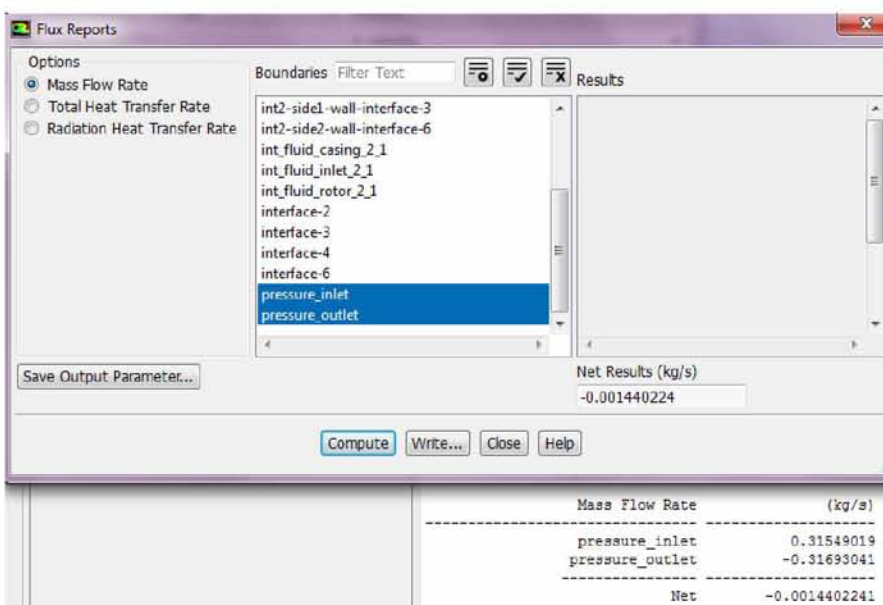 Flux Reports
Options
Mass Flow Rate
Total Heat Transfer Rate
Radiation Heat Transfer Rate
Boundaries Filter Text
int2-side1-wall-interface-3
int2-side2-wall-interface-6
int_fluid_casing_2_1
int_fluid_inlet_2_1
int_fluid_rotor_2_1
interface-2
interface-3
interface-4
interface-6
pressure_inlet
pressure_outlet
Results
Save Output Parameter...
Net Results (kg/s)
-0.001440224
Compute Write... Close Help
Mass Flow Rate (kg/s)
-------------------------------- --------------------
pressure_inlet 0.31549019
pressure_outlet -0.31693041
---------------- --------------------
Net -0.0014402241